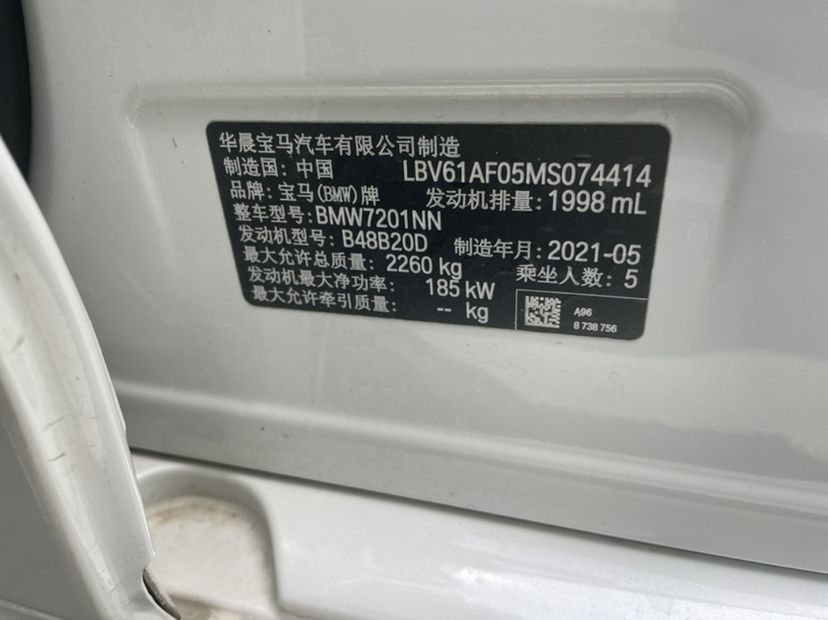 华晨宝马汽车有限公司制造
制造国: 中国 LBV61AF05MS074414
品牌: 宝马(BMW)牌 发动机排量: 1998 mL
整车型号: BMW7201NN
发动机型号: B48B20D 制造年月: 2021-05
最大允许总质量: 2260 kg 乘坐人数: 5
发动机最大净功率: 185 kW
最大允许牵引质量: -- kg
A96
8 738 756